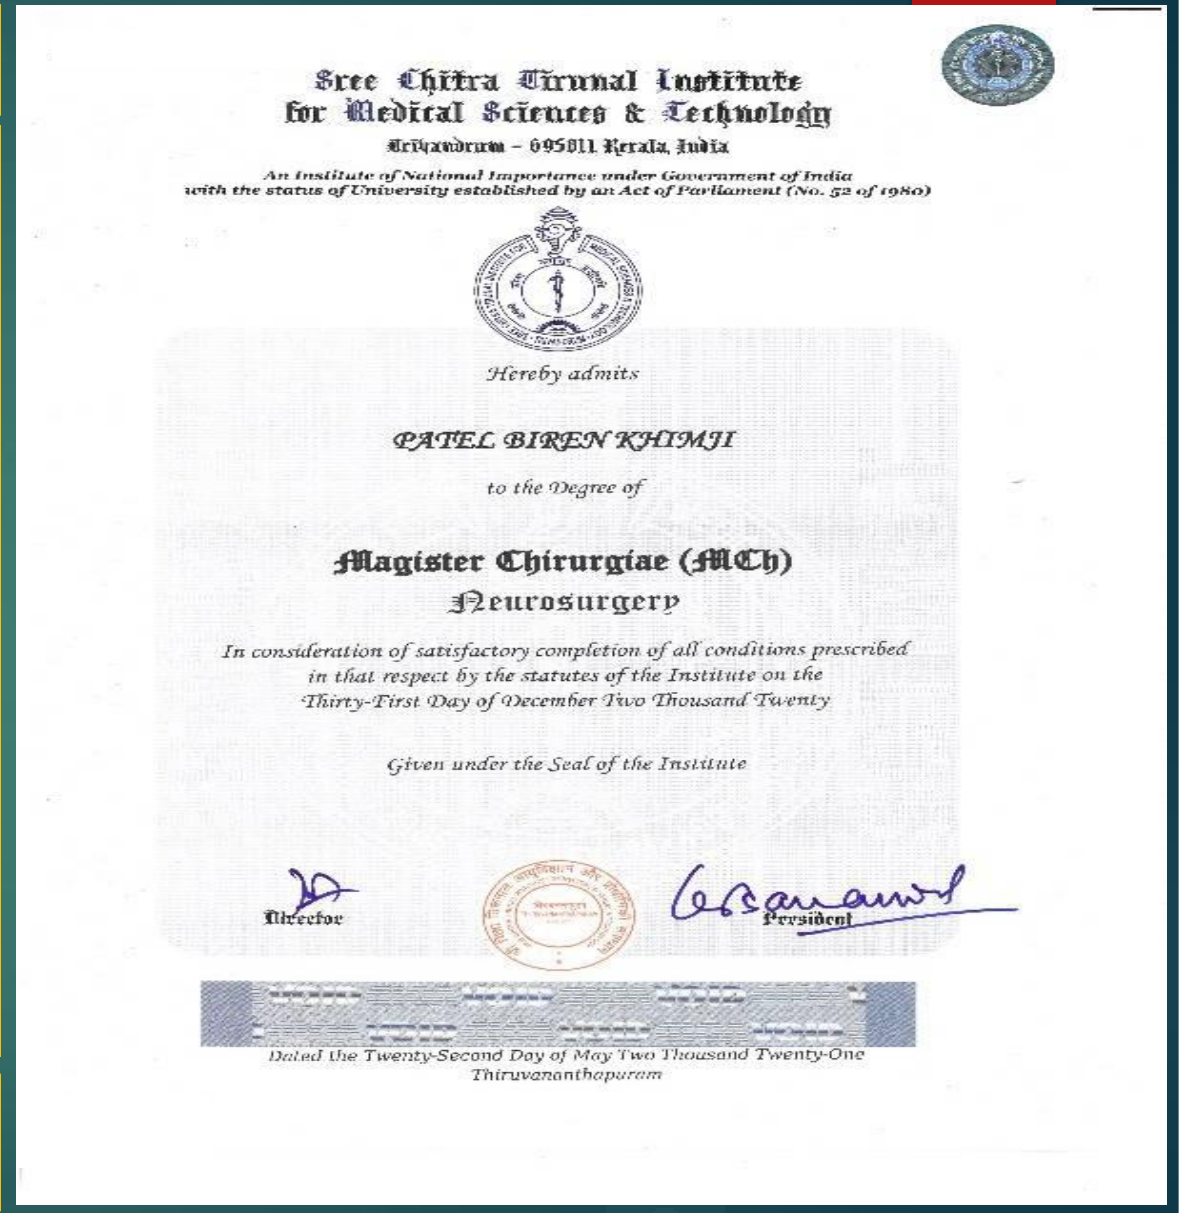 Sree Chitra Tirunal Institute
for Medical Sciences & Technology
Trivandrum – 695011 Kerala, India
An Institute of National Importance under Government of India
with the status of University established by an Act of Parliament (No. 52 of 1980)
Hereby admits
PATEL BIREN KHIMJI
to the Degree of
Magister Chirurgiae (MCh)
Neurosurgery
In consideration of satisfactory completion of all conditions prescribed
in that respect by the statutes of the Institute on the
Thirty-First Day of December Two Thousand Twenty
Given under the Seal of the Institute
Director
President
Dated the Twenty-Second Day of May Two Thousand Twenty-One
Thiruvananthapuram